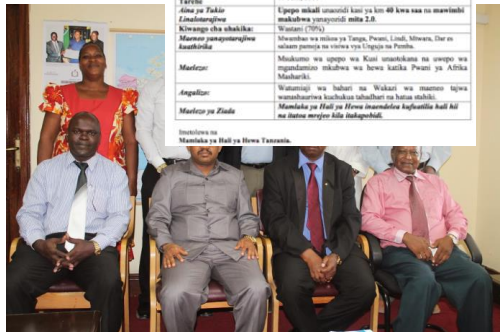 Tarehe
Aina ya Tukio Linalotarajiwa
Upepo mkali unaozidi kasi ya km 40 kwa saa na mawimbi
makubwa yanayozidi mita 2.0.
Kiwango cha uhakika:
Wastani (70%)
Maeneo yanayotarajiwa kuathirika
Mwambao wa mikoa ya Tanga, Pwani, Lindi, Mtwara, Dar es
salaam pamoja na visiwa vya Unguja na Pemba.
Maelezo:
Msukumo wa upepo wa Kusi unaotokana na uwepo wa
mgandamizo mkubwa wa hewa katika Pwani ya Afrika
Mashariki.
Angalizo:
Watumiaji wa bahari na Wakazi wa maeneo tajwa
wanashauriwa kuchukua tahadhari na hatua stahiki.
Maelezo ya Ziada
Mamlaka ya Hali ya Hewa inaendelea kufuatilia hali hii
na itatoa mrejeo kila itakapobidi.
Imetolewa na
Mamlaka ya Hali ya Hewa Tanzania.